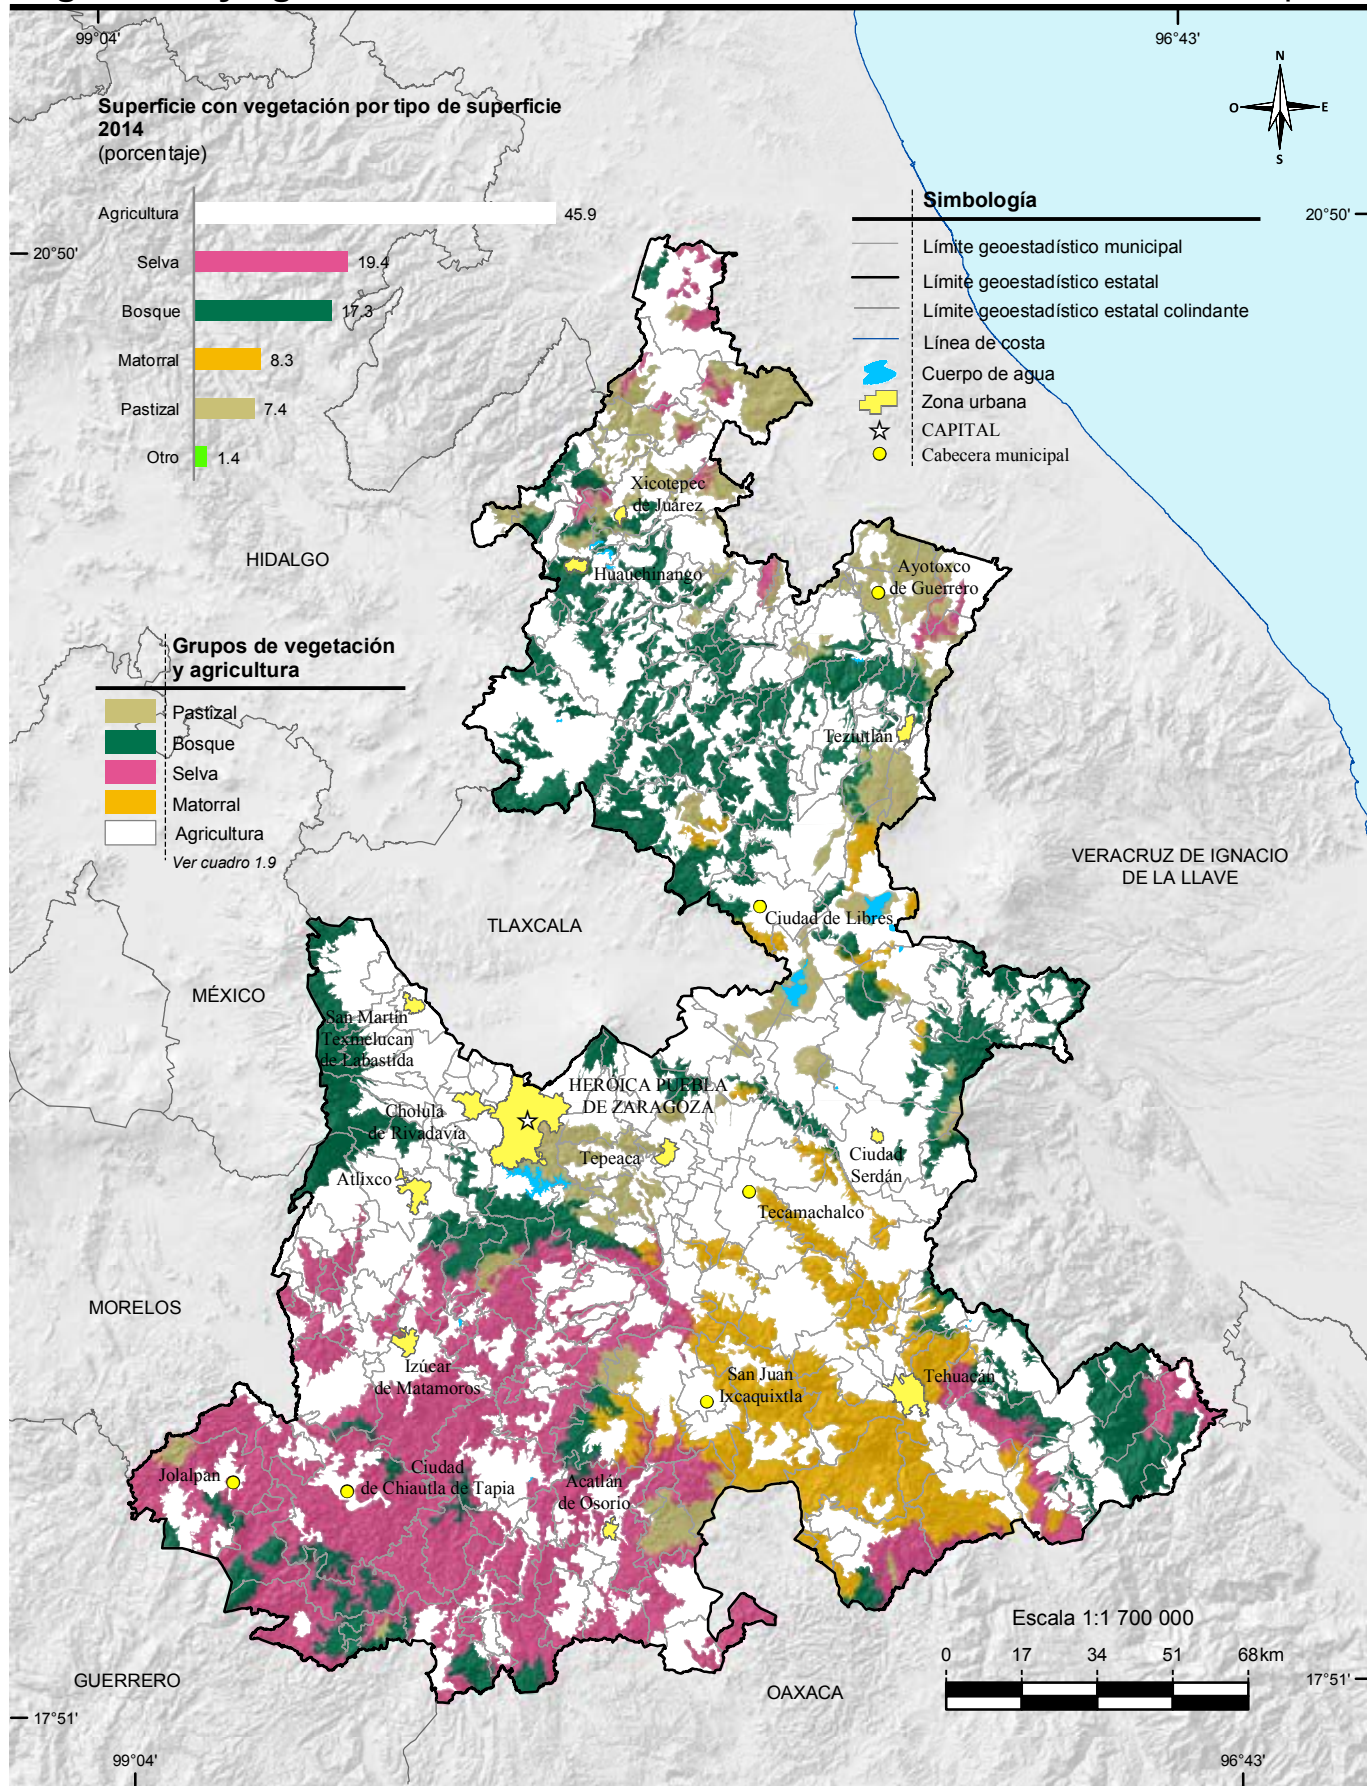 99°04'
96°43'
N
O
E
S
Superficie con vegetación por tipo de superficie
2014
(porcentaje)
Agricultura 45.9
Selva 19.4
Bosque 17.3
Matorral 8.3
Pastizal 7.4
Otro 1.4
20°50'
20°50'
Simbología
Límite geoestadístico municipal
Límite geoestadístico estatal
Límite geoestadístico estatal colindante
Línea de costa
Cuerpo de agua
Zona urbana
CAPITAL
Cabecera municipal
Xicotepec
de Juárez
HIDALGO
Huauchinango
Ayotoxco
de Guerrero
Grupos de vegetación
y agricultura
Pastizal
Bosque
Selva
Matorral
Agricultura
Ver cuadro 1.9
Teziutlán
VERACRUZ DE IGNACIO
DE LA LLAVE
Ciudad de Libres
TLAXCALA
MÉXICO
San Martín
Texmelucan
de Labastida
HEROICA PUEBLA
DE ZARAGOZA
Cholula
de Rivadavia
Tepeaca
Ciudad
Serdán
Atlixco
Tecamachalco
MORELOS
Izúcar
de Matamoros
San Juan
Ixcaquixtla
Tehuacán
Jolalpan
Ciudad
de Chiautla de Tapia
Acatlán
de Osorio
Escala 1:1 700 000
0 17 34 51 68 km
GUERRERO
OAXACA
17°51'
17°51'
99°04'
96°43'